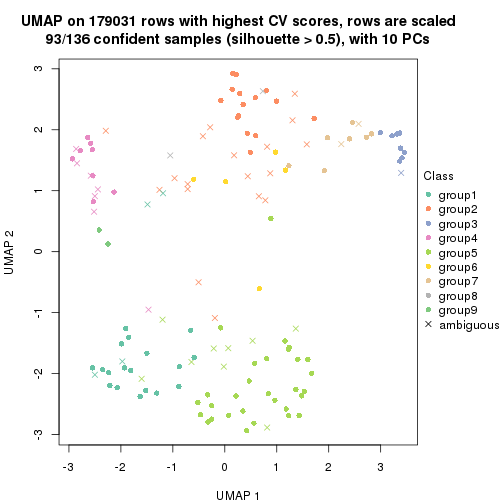 UMAP on 179031 rows with highest CV scores, rows are scaled
93/136 confident samples (silhouette > 0.5), with 10 PCs
3
2
1
0
-1
-2
-3
UMAP 2
-3
-2
-1
0
1
2
3
UMAP 1
Class
group1
group2
group3
group4
group5
group6
group7
group8
group9
ambiguous